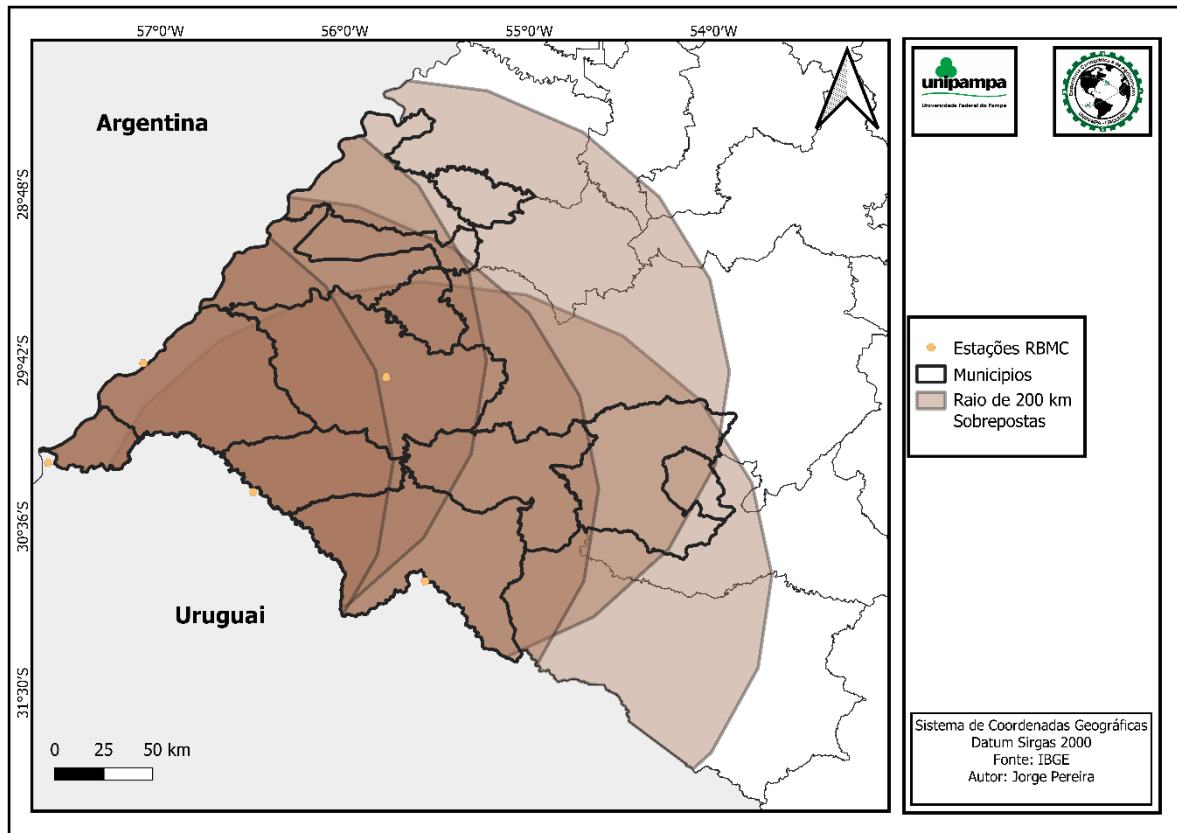 57°0'W 56°0'W 55°0'W 54°0'W
28°48'S
29°42'S
30°36'S
31°30'S
Argentina
Uruguai
0 25 50 km
unipampa
Universidade Federal do Pampa
Estações RBMC
Municipios
Raio de 200 km
Sobrepostas
Sistema de Coordenadas Geográficas
Datum Sirgas 2000
Fonte: IBGE
Autor: Jorge Pereira